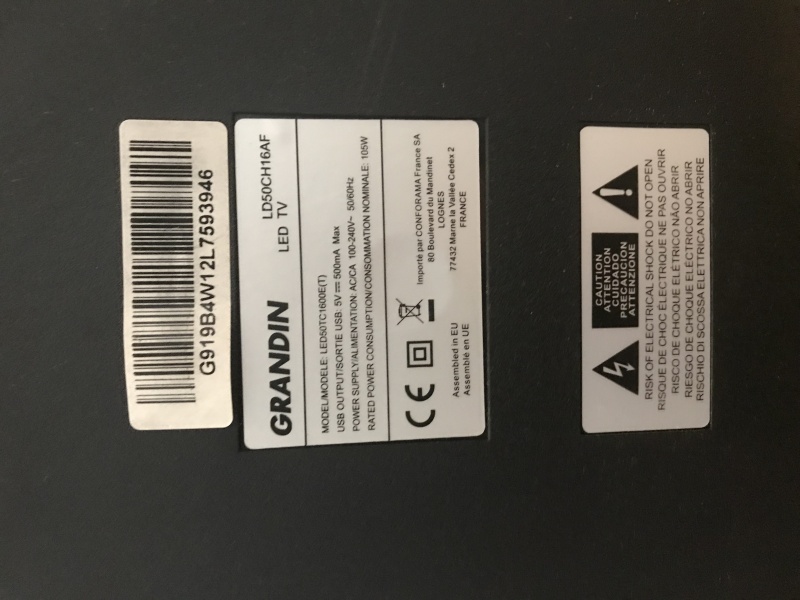 G919B4W12L7593946
GRANDIN
LD50CH16AF
LED TV
MODEL/MODELE: LED50TC1600E(T)
USB OUTPUT/SORTIE USB: 5V⎓500mA Max
POWER SUPPLY/ALIMENTATION: AC/CA 100-240V~ 50/60Hz
RATED POWER CONSUMPTION/CONSOMMATION NOMINALE: 105W
CE
Importé par CONFORAMA France SA
80 Boulevard du Mandinet
LOGNES
77432 Marne la Vallée Cedex 2
FRANCE
Assembled in EU
Assemblé en UE
CAUTION
ATTENTION
CUIDADO
PRECAUCION
ATTENZIONE
RISK OF ELECTRICAL SHOCK DO NOT OPEN
RISQUE DE CHOC ÉLECTRIQUE NE PAS OUVRIR
RISCO DE CHOQUE ELÉTRICO NÃO ABRIR
RIESGO DE CHOQUE ELÉCTRICO NO ABRIR
RISCHIO DI SCOSSA ELETTRICA NON APRIRE